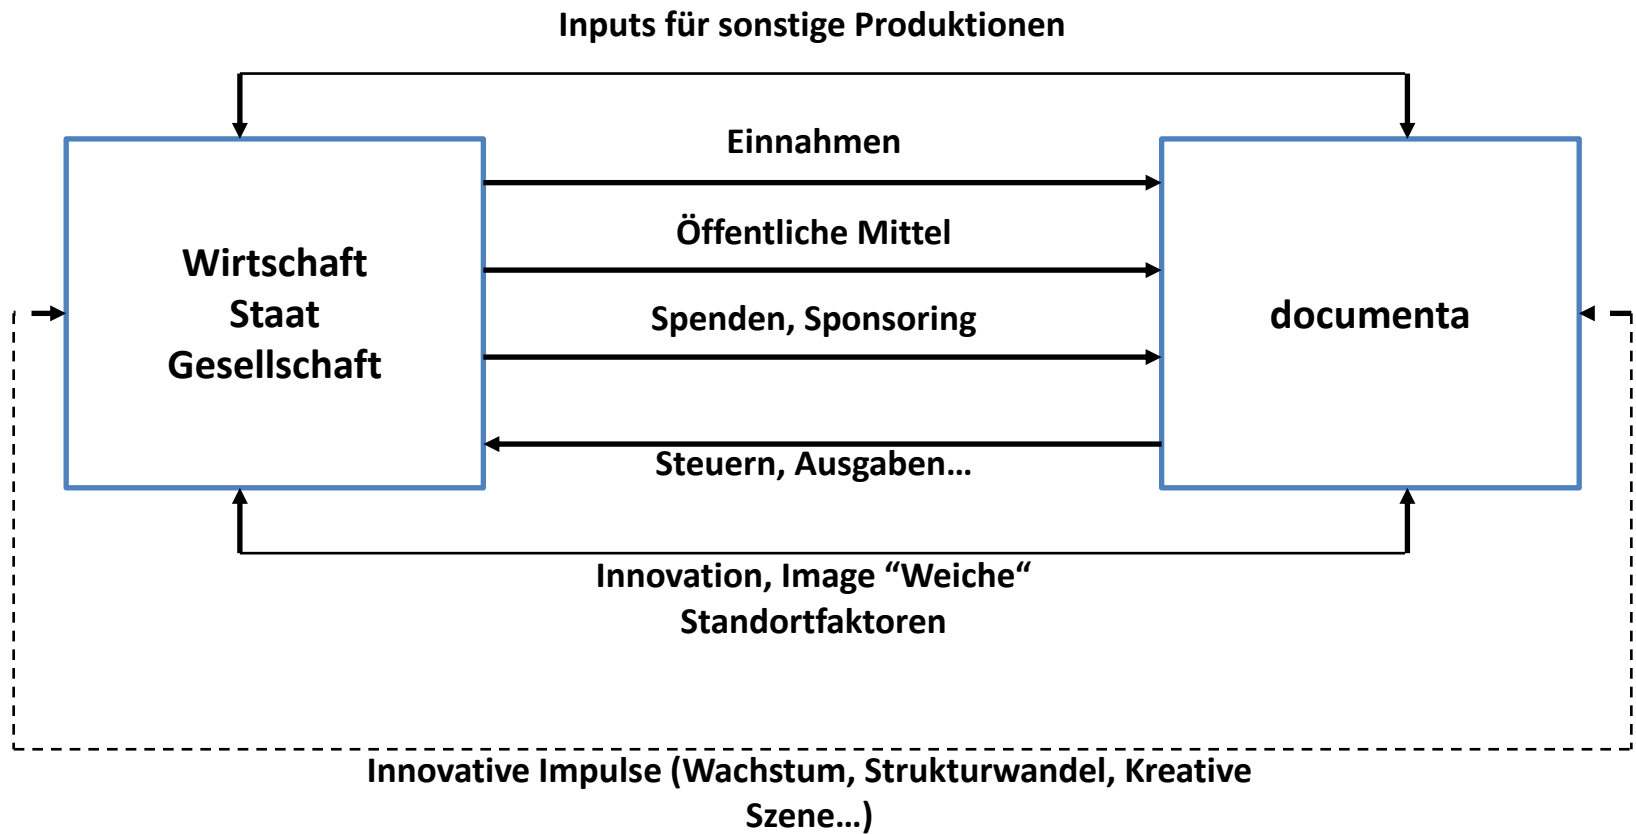 Inputs für sonstige Produktionen
Einnahmen
Öffentliche Mittel
Wirtschaft
Staat
Gesellschaft
Spenden, Sponsoring
documenta
Steuern, Ausgaben…
Innovation, Image “Weiche“
Standortfaktoren
Innovative Impulse (Wachstum, Strukturwandel, Kreative
Szene…)